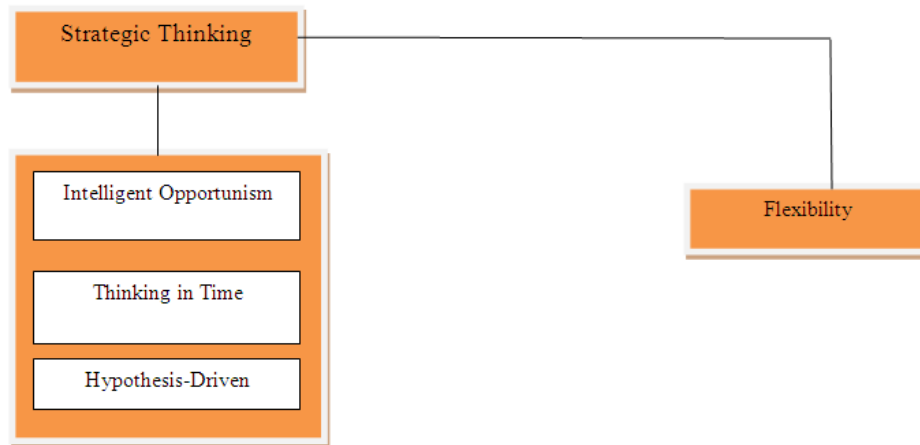 Strategic Thinking
Intelligent Opportunism
Flexibility
Thinking in Time
Hypothesis-Driven